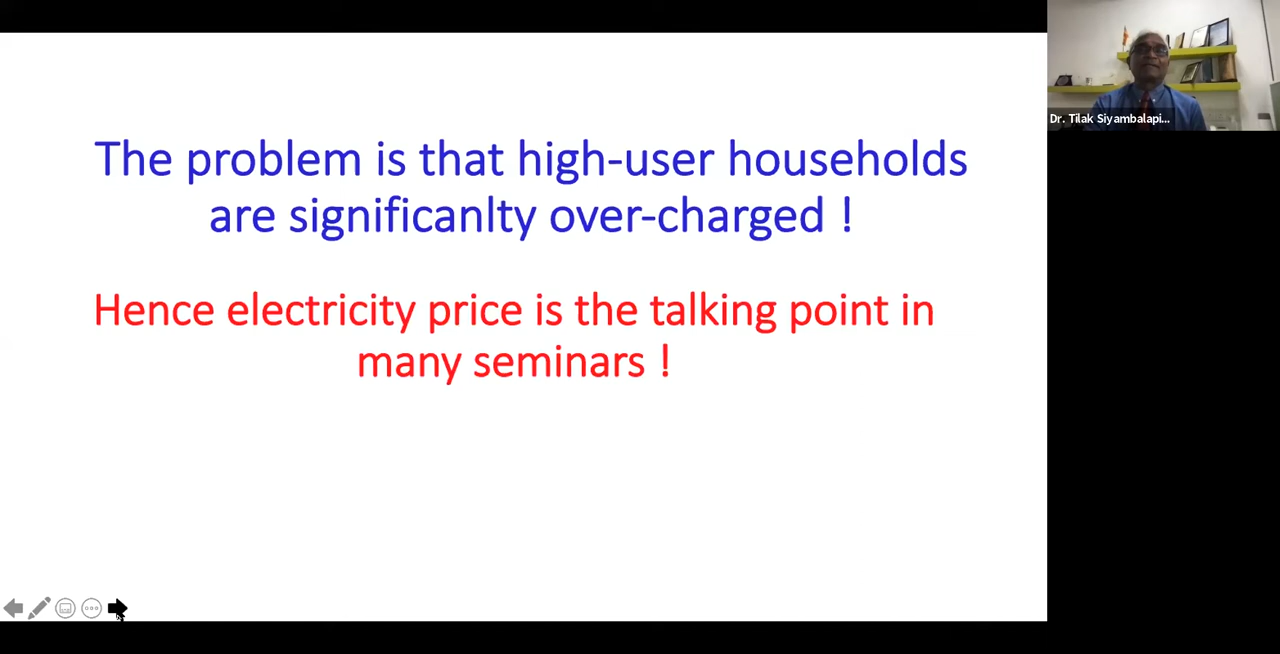 The problem is that high-user households
are significanlty over-charged !
Hence electricity price is the talking point in
many seminars !
Dr. Tilak Siyambalapi...